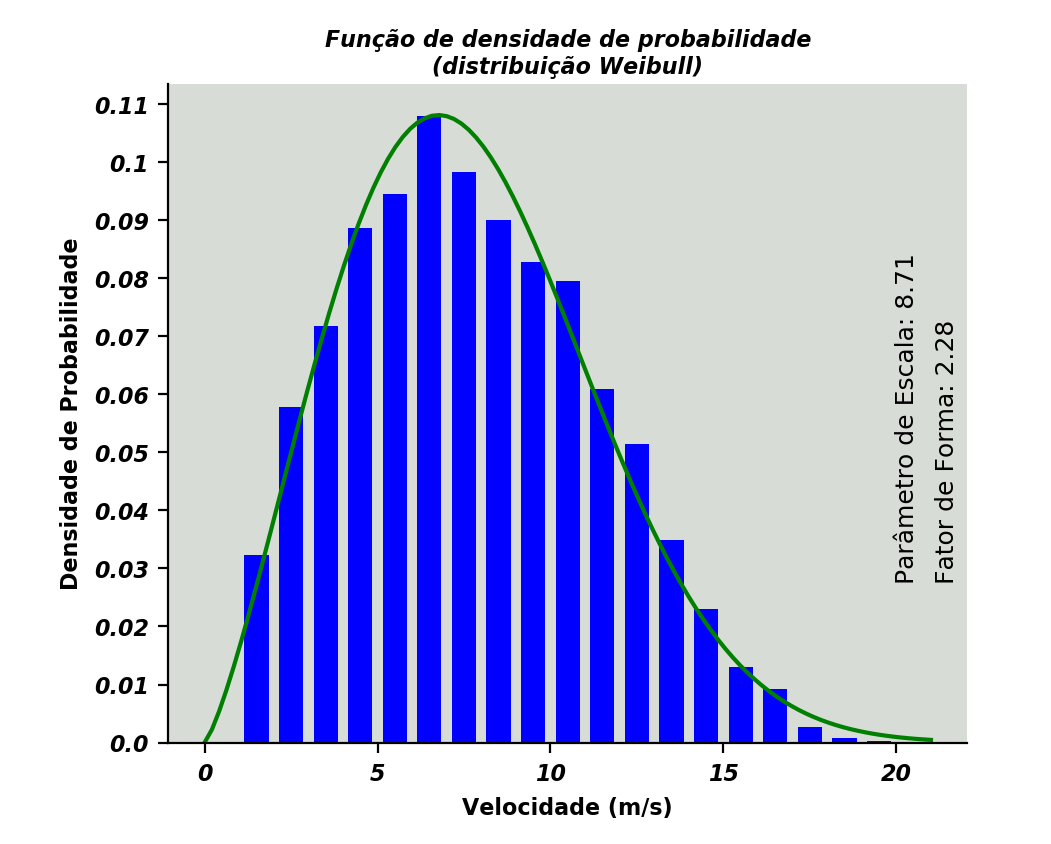 Função de densidade de probabilidade
(distribuição Weibull)
Densidade de Probabilidade
0.11
0.1
0.09
0.08
0.07
0.06
0.05
0.04
0.03
0.02
0.01
0.0
0 5 10 15 20
Velocidade (m/s)
Parâmetro de Escala: 8.71
Fator de Forma: 2.28